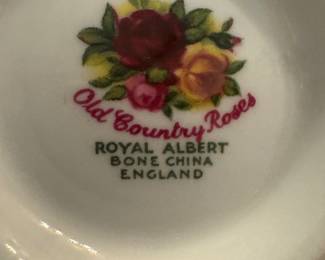 Old Country Roses
ROYAL ALBERT
BONE CHINA
ENGLAND